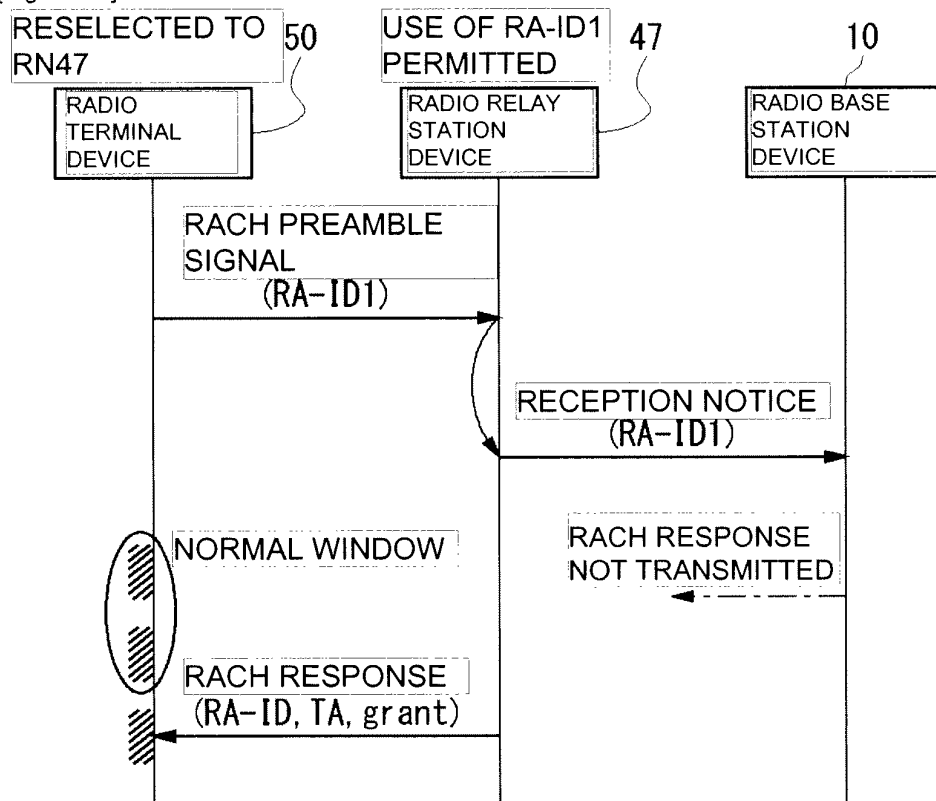 RESELECTED TO
RN47
50
USE OF RA-ID1
PERMITTED
47
10
RADIO
TERMINAL
DEVICE
RADIO RELAY
STATION
DEVICE
RADIO BASE
STATION
DEVICE
RACH PREAMBLE
SIGNAL
(RA-ID1)
RECEPTION NOTICE
(RA-ID1)
NORMAL WINDOW
RACH RESPONSE
NOT TRANSMITTED
RACH RESPONSE
(RA-ID, TA, grant)